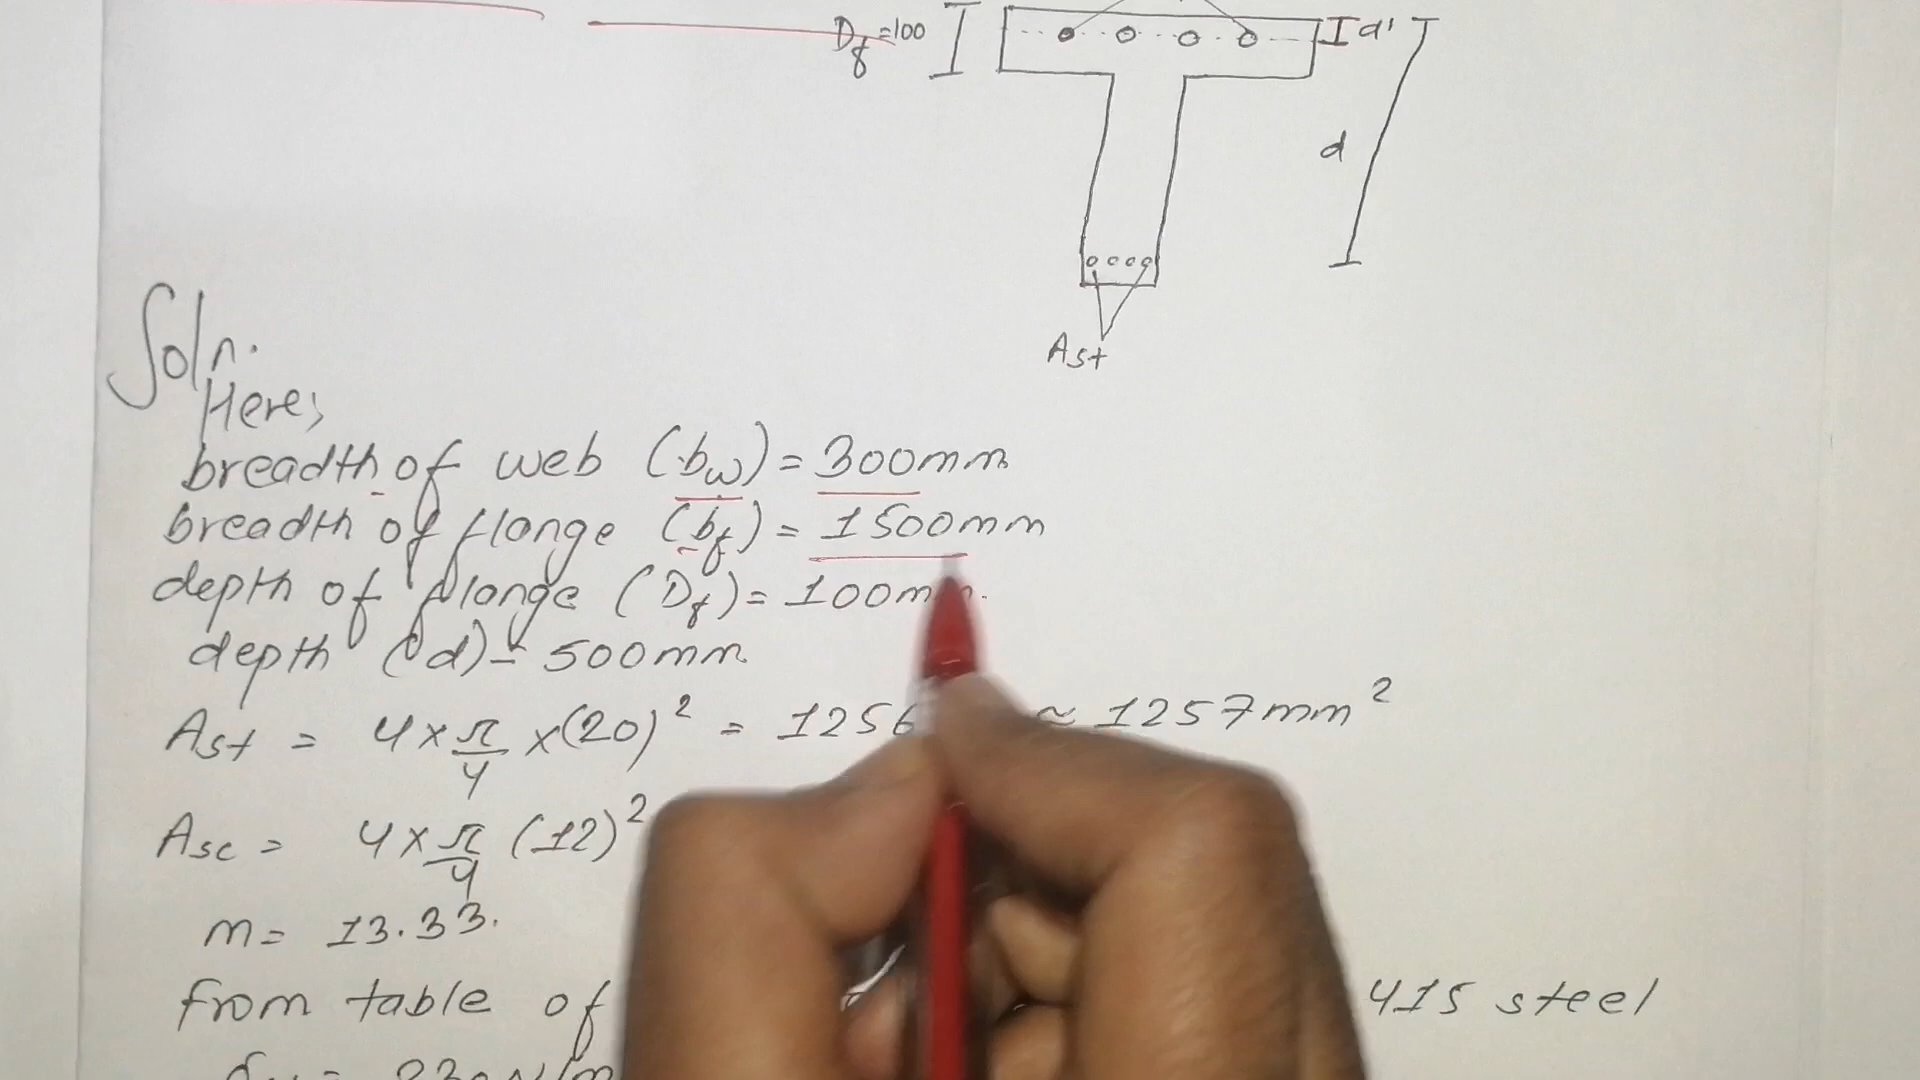 Df=100
d'
d
Ast
Soln.
Here;
breadth of web (bw) = 300mm
breadth of flange (bf) = 1500mm
depth of flange (Df) = 100mm.
depth (d) = 500mm
Ast = 4 × π/4 × (20)² = 1256 ≈ 1257mm²
Asc = 4 × π/4 (12)²
m = 13.33.
from table of 415 steel